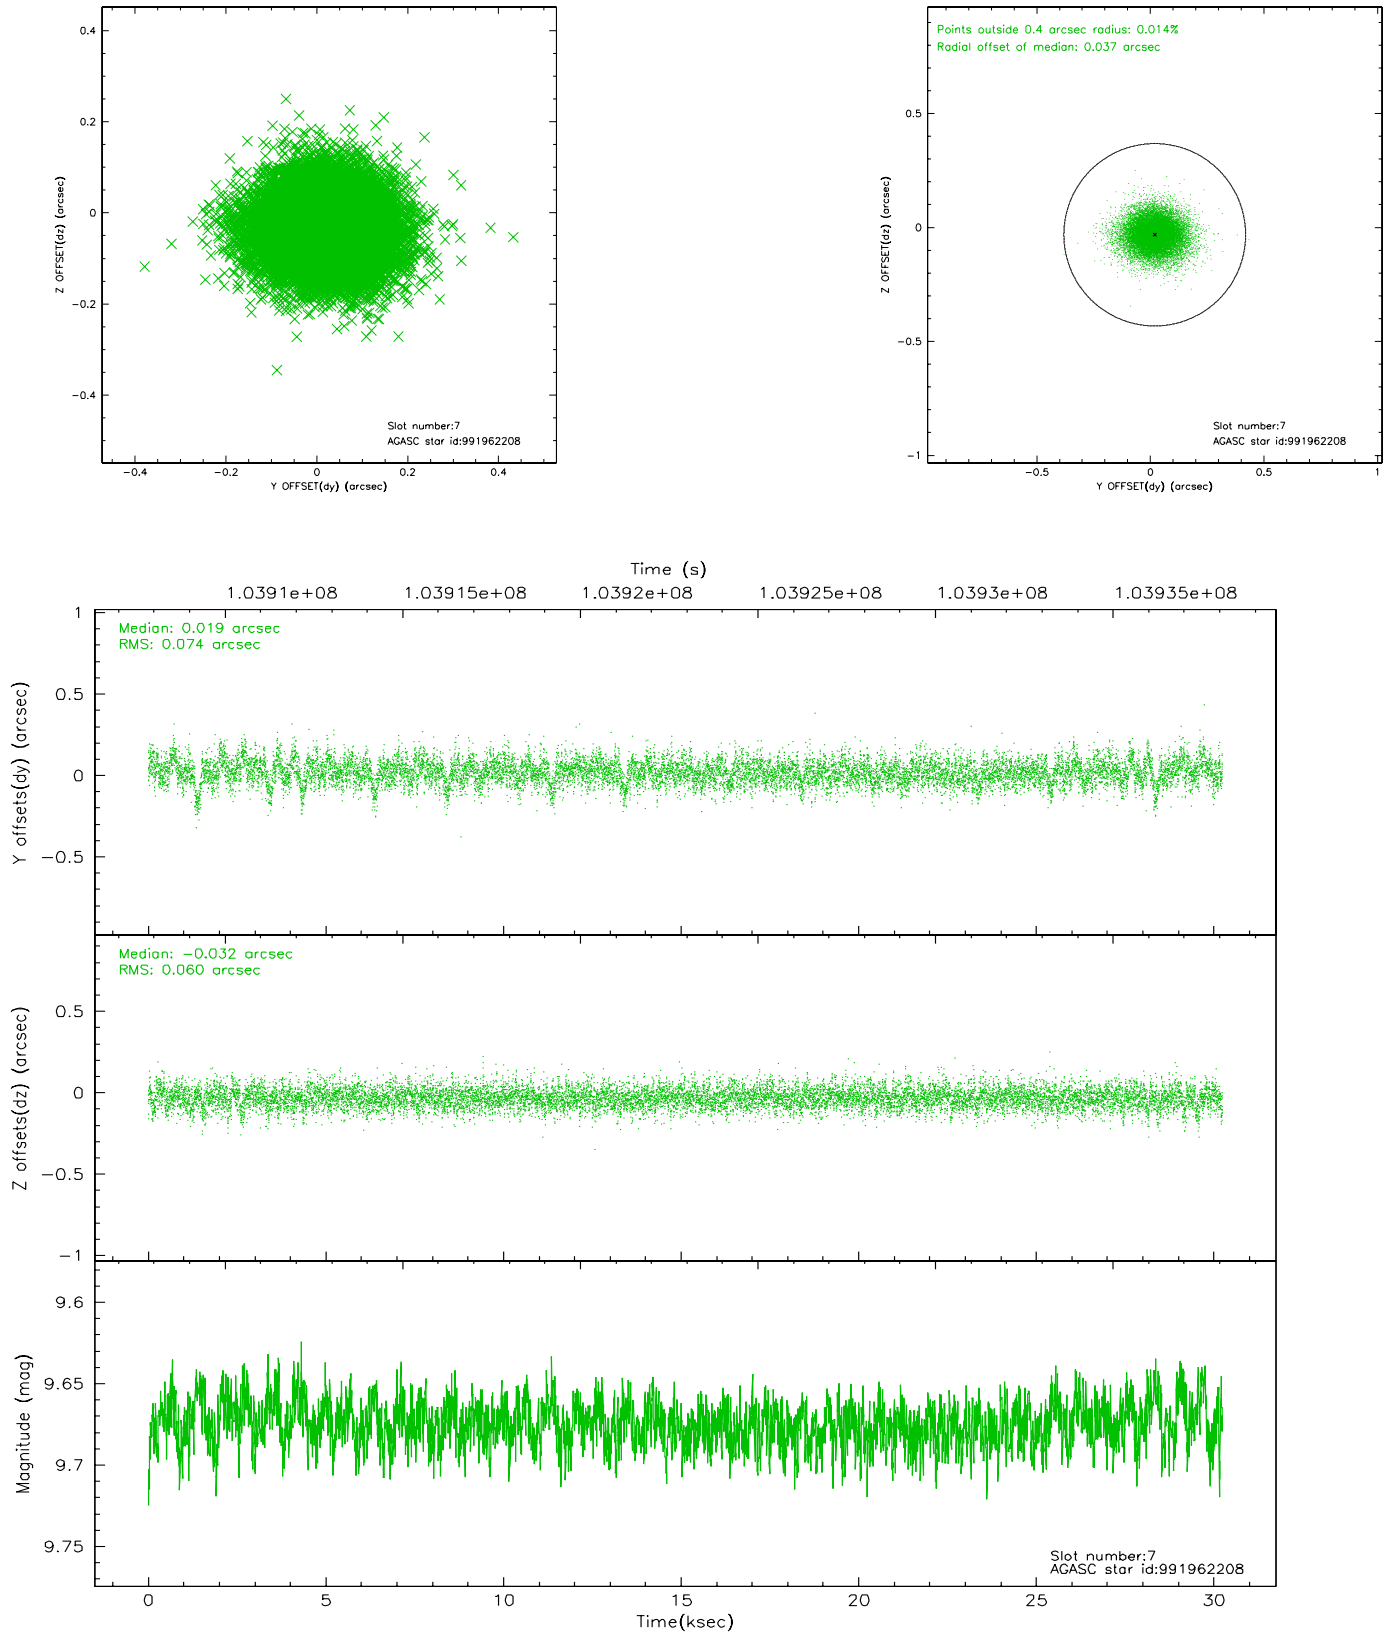 0.4
0.2
0
−0.2
−0.4
Z OFFSET(dz) (arcsec)
Slot number:7
AGASC star id:991962208
−0.4 −0.2 0 0.2 0.4
Y OFFSET(dy) (arcsec)
Points outside 0.4 arcsec radius: 0.014%
Radial offset of median: 0.037 arcsec
0.5
0
−0.5
−1
Z OFFSET(dz) (arcsec)
Slot number:7
AGASC star id:991962208
−0.5 0 0.5 1
Y OFFSET(dy) (arcsec)
Time (s)
1.0391e+08 1.03915e+08 1.0392e+08 1.03925e+08 1.0393e+08 1.03935e+08
Median: 0.019 arcsec
RMS: 0.074 arcsec
1
0.5
0
−0.5
Y offsets(dy) (arcsec)
Median: −0.032 arcsec
RMS: 0.060 arcsec
0.5
0
−0.5
−1
Z offsets(dz) (arcsec)
9.6
9.65
9.7
9.75
Magnitude (mag)
Slot number:7
AGASC star id:991962208
0 5 10 15 20 25 30
Time(ksec)